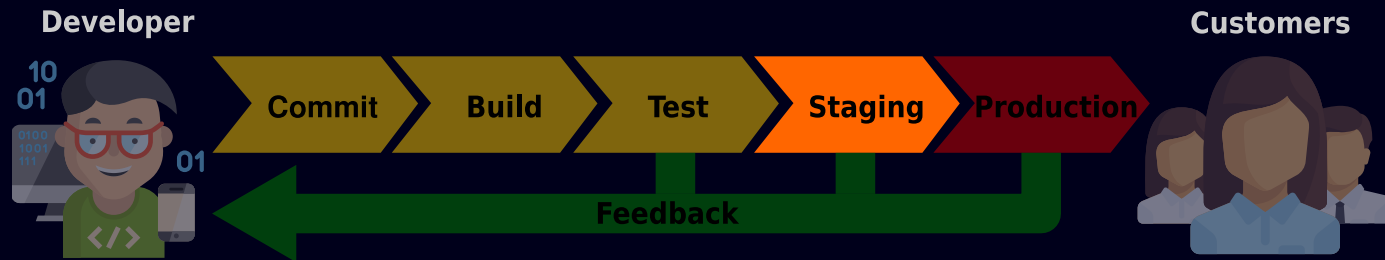 Developer
Customers
10
01
0100
1001
111
01
</>
Commit
Build
Test
Staging
Production
Feedback